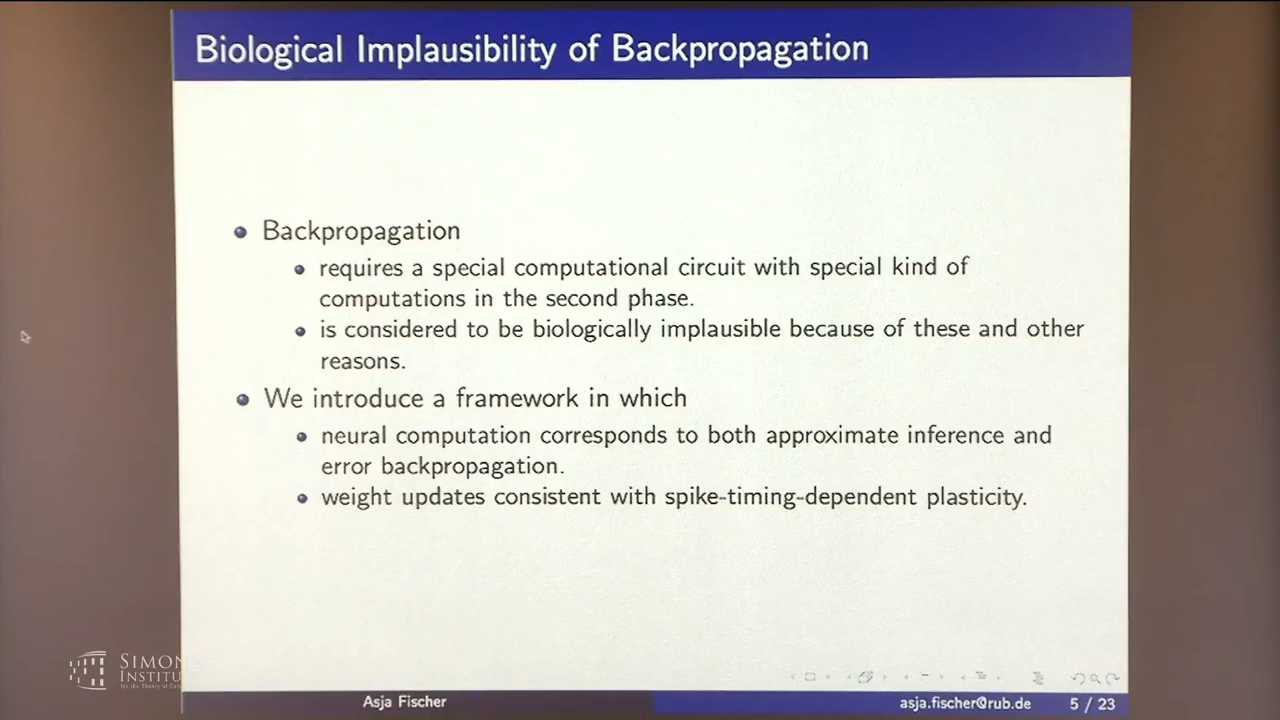 Biological Implausibility of Backpropagation
Backpropagation
requires a special computational circuit with special kind of
computations in the second phase.
is considered to be biologically implausible because of these and other
reasons.
We introduce a framework in which
neural computation corresponds to both approximate inference and
error backpropagation.
weight updates consistent with spike-timing-dependent plasticity.
Asja Fischer
asja.fischer@rub.de
5 / 23